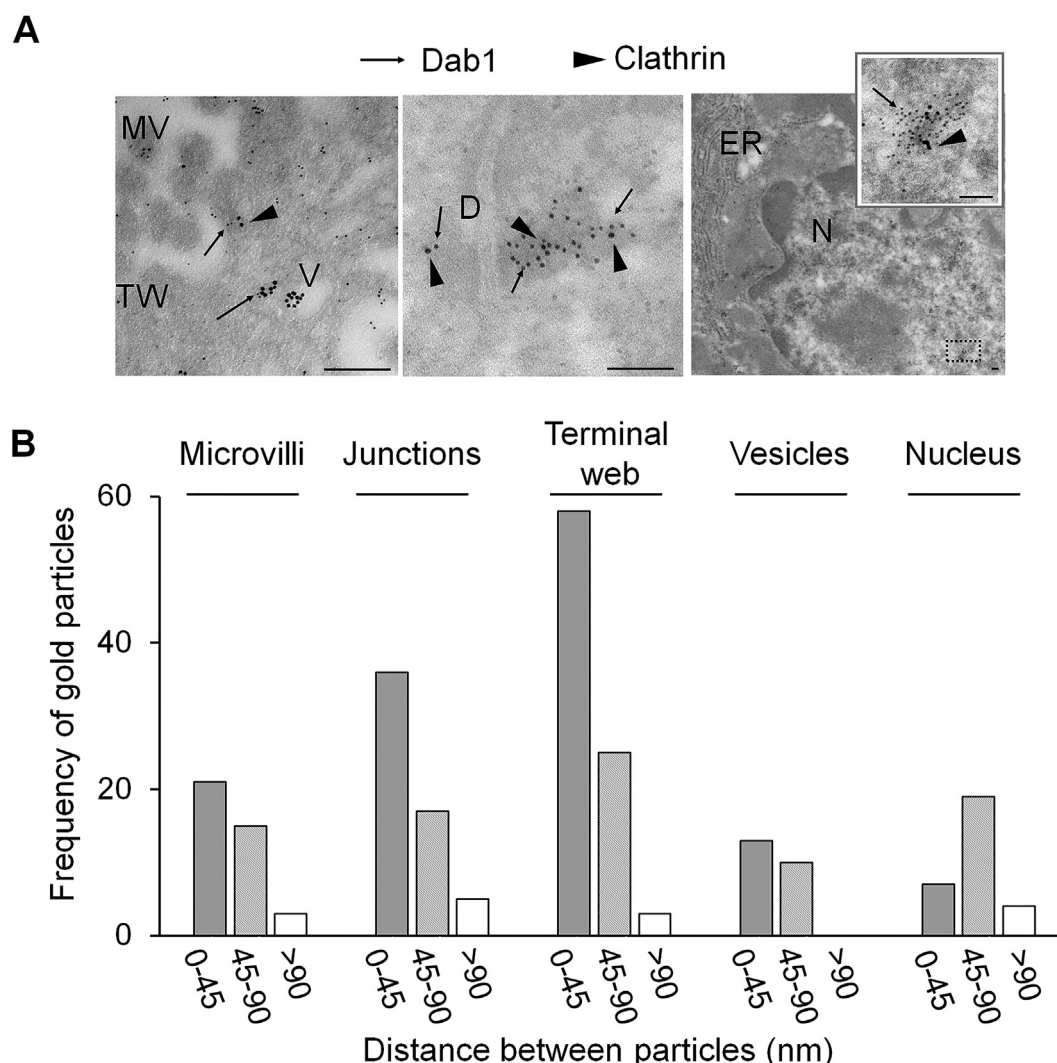 A
Dab1 Clathrin
MV
TW
V
D
ER
N
B
Microvilli Junctions Terminal web Vesicles Nucleus
Frequency of gold particles
60
40
20
0
0-45 45-90 >90 0-45 45-90 >90 0-45 45-90 >90 0-45 45-90 >90 0-45 45-90 >90
Distance between particles (nm)